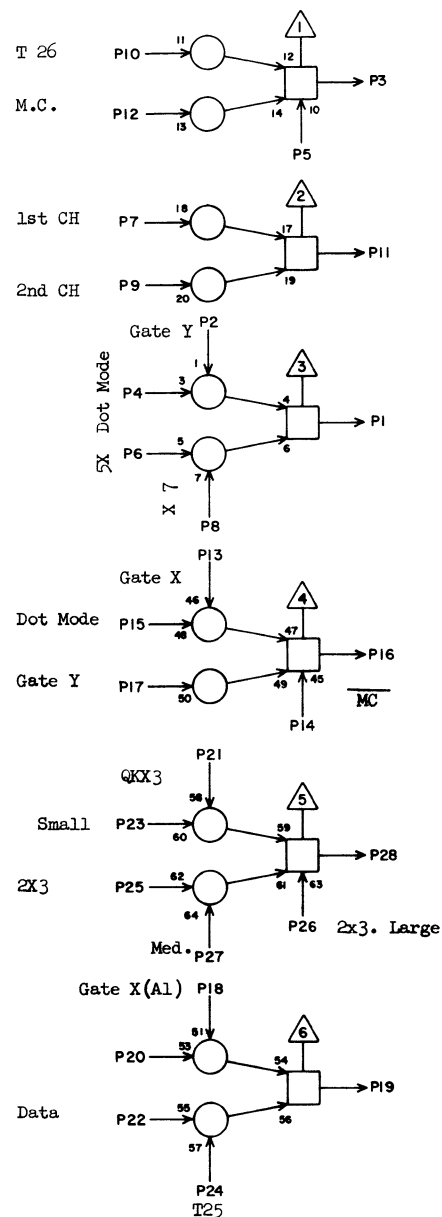 1
T 26 P10 11 12 P3
M.C. P12 13 14 10
P5
2
1st CH P7 18 17 P11
2nd CH P9 20 19
Gate Y P2
1 3
5X Dot Mode P4 3 4 P1
P6 5 6
X 7 7
P8
P13
Gate X 46 4
Dot Mode P15 48 47 P16
Gate Y P17 50 49 45 MC
P14
P21
QKX3 58 5
Small P23 60 59 P28
2X3 P25 62 61 63
64 P26 2x3. Large
Med. P27
Gate X(A1) P18
51 6
P20 53 54 P19
Data P22 55 56
57
P24
T25